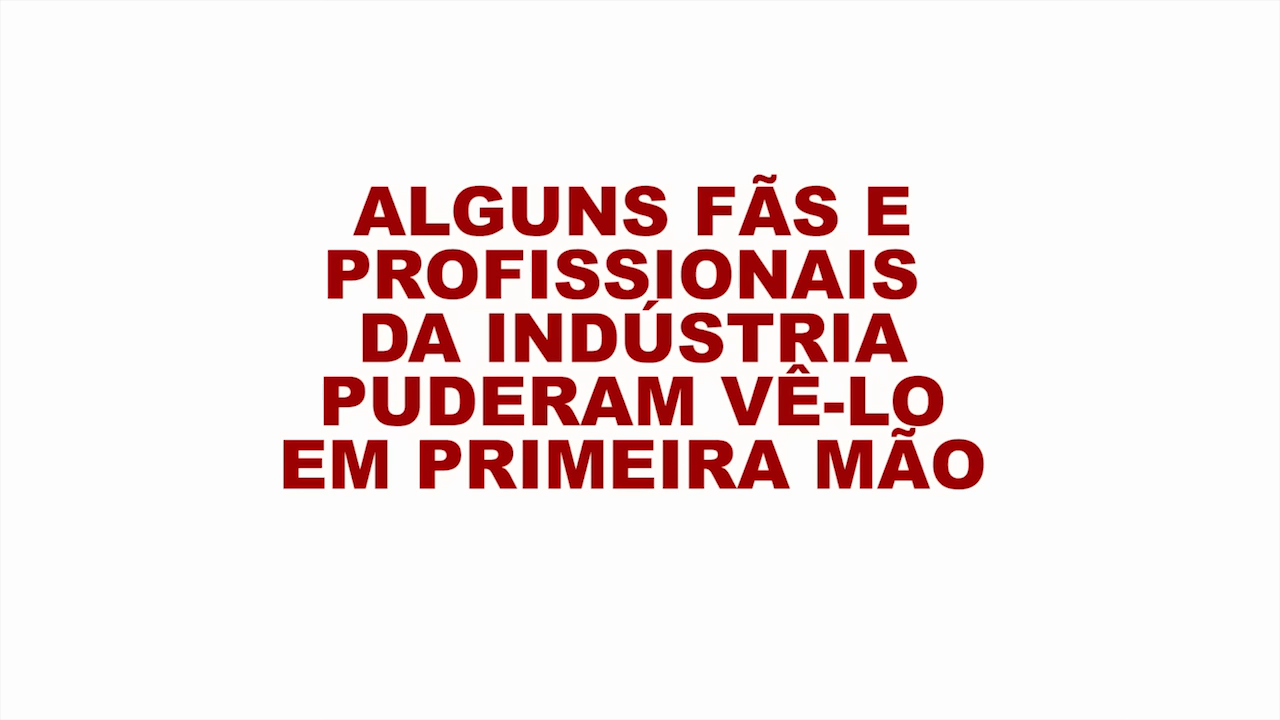 ALGUNS FÃS E
PROFISSIONAIS
DA INDÚSTRIA
PUDERAM VÊ-LO
EM PRIMEIRA MÃO